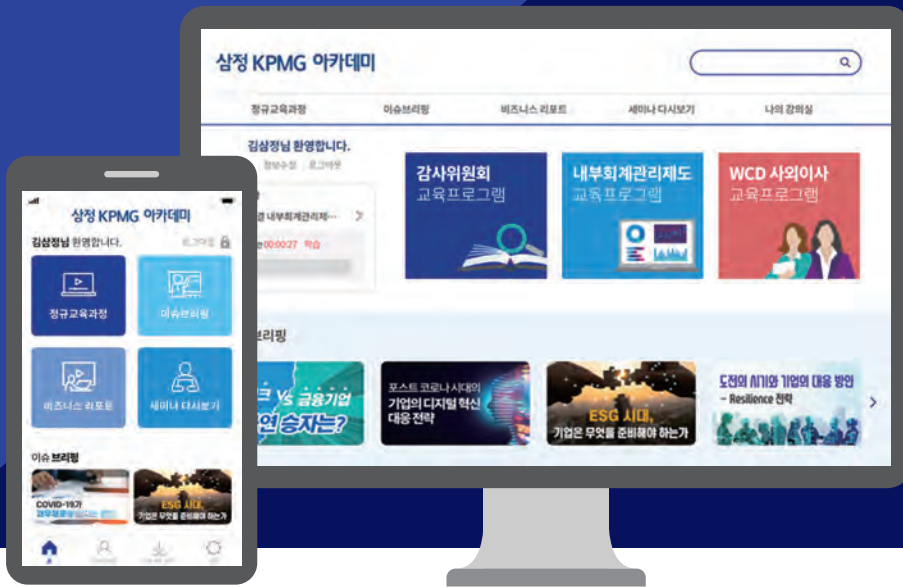 삼정 KPMG 아카데미
정규교육과정
이슈브리핑
비즈니스 리포트
세미나 다시보기
나의 강의실
김삼정님 환영합니다.
정보수정 로그아웃
내부회계관리제…
00:00:27 학습
감사위원회
교육프로그램
내부회계관리제도
교육프로그램
WCD 사외이사
교육프로그램
브리핑
VS 금융기업
승자는?
포스트 코로나 시대의
기업의 디지털 혁신
대응 전략
ESG 시대,
기업은 무엇을 준비해야 하는가
도전의 시기와 기업의 대응 방안
– Resilience 전략
삼정 KPMG 아카데미
김삼정님 환영합니다.
로그아웃
정규교육과정
이슈브리핑
비즈니스 리포트
세미나 다시보기
이슈 브리핑
COVID-19가
ESG 시대,
기업은 무엇을 준비해야 하는가